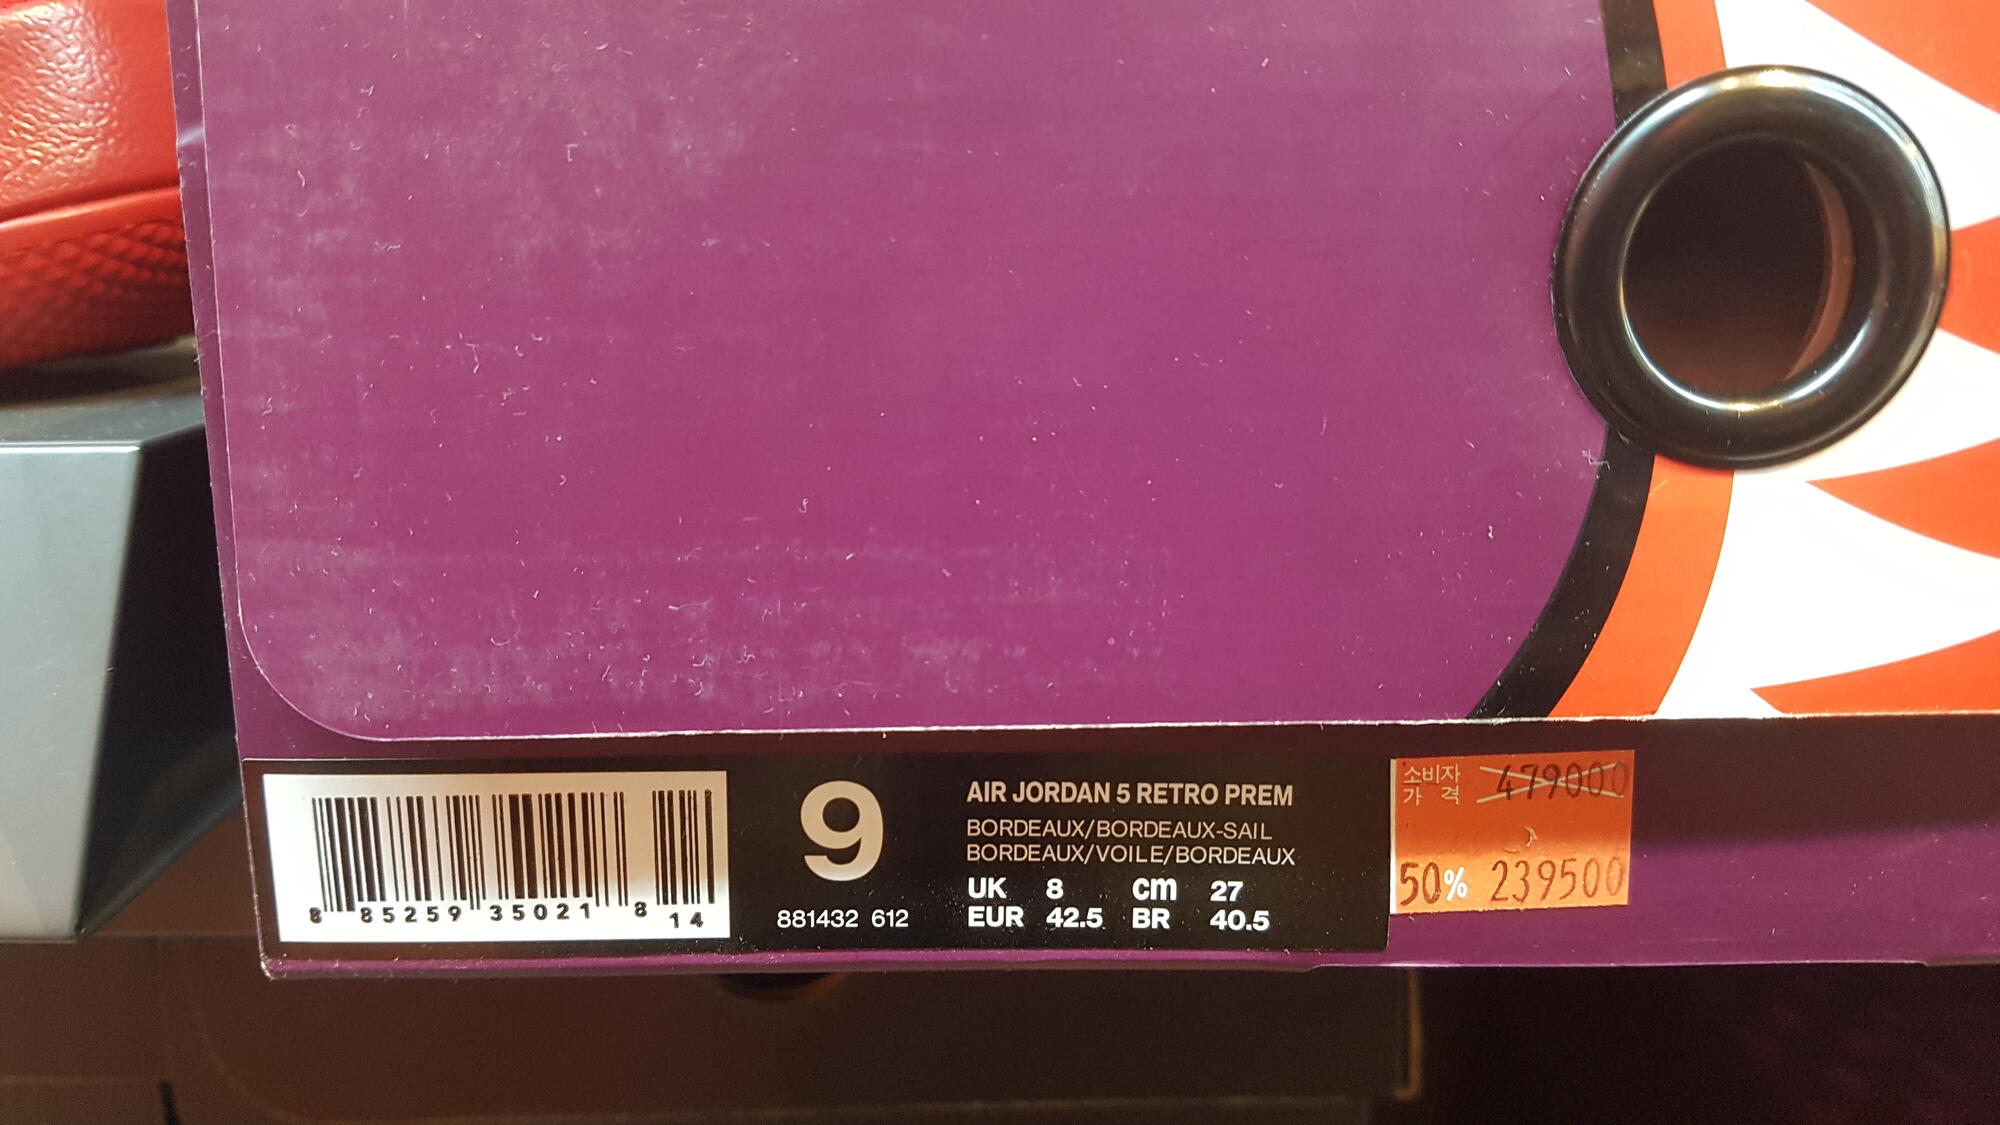 8 85259 35021 8
14
9
881432 612
AIR JORDAN 5 RETRO PREM
BORDEAUX/BORDEAUX-SAIL
BORDEAUX/VOILE/BORDEAUX
UK 8 cm 27
EUR 42.5 BR 40.5
소비자
가 격 479000
50% 239500